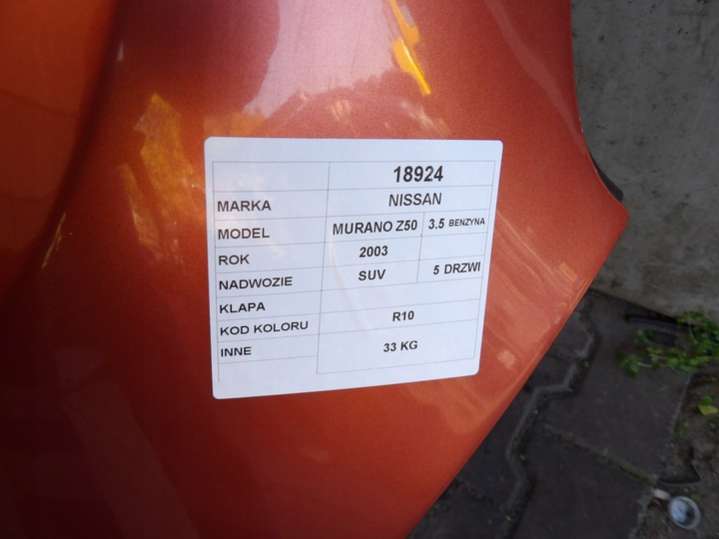 18924
MARKA NISSAN
MODEL MURANO Z50 3.5 BENZYNA
ROK 2003
NADWOZIE SUV 5 DRZWI
KLAPA
KOD KOLORU R10
INNE 33 KG